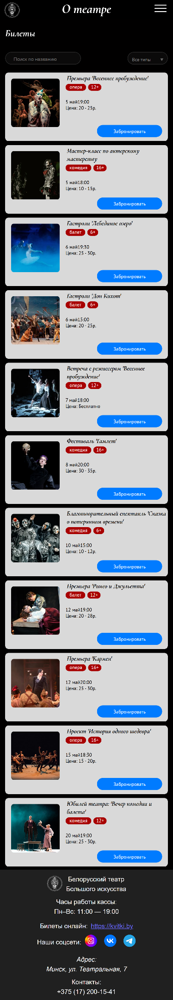 О театре
Билеты
Поиск по названию
Все типы
Премьера 'Весеннее пробуждение'
опера 12+
5 май19:00
Цена: 20 - 25р.
Забронировать
Мастер-класс по актерскому
мастерству
комедия 16+
5 май18:00
Цена: 10 - 15р.
Забронировать
Гастроли 'Лебединое озеро'
балет 6+
6 май19:30
Цена: 25 - 30р.
Забронировать
Гастроли 'Дон Кихот'
балет 6+
6 май15:00
Цена: 20 - 25р.
Забронировать
Встреча с режиссером 'Весеннее
пробуждение'
опера 12+
7 май18:00
Цена: Бесплатно
Забронировать
Фестиваль 'Гамлет'
комедия 16+
8 май20:00
Цена: 30 - 35р.
Забронировать
Благотворительный спектакль 'Сказка
о потерянном времени'
комедия 6+
10 май15:00
Цена: 10 - 12р.
Забронировать
Премьера 'Ромео и Джульетта'
балет 12+
12 май19:00
Цена: 20 - 28р.
Забронировать
Премьера 'Кармен'
опера 16+
12 май20:00
Цена: 25 - 30р.
Забронировать
Проект 'История одного шедевра'
опера 16+
15 май18:30
Цена: 15 - 20р.
Забронировать
Юбилей театра: 'Вечер комедии и
балета'
комедия 12+
20 май19:00
Цена: 25 - 30р.
Забронировать
Белорусский театр
Большого искусства
Часы работы кассы:
Пн–Вс: 11:00 — 19:00
Билеты онлайн: https://kvitki.by
Наши соцсети:
Адрес:
Минск, ул. Театральная, 7
Контакты:
+375 (17) 200-15-41